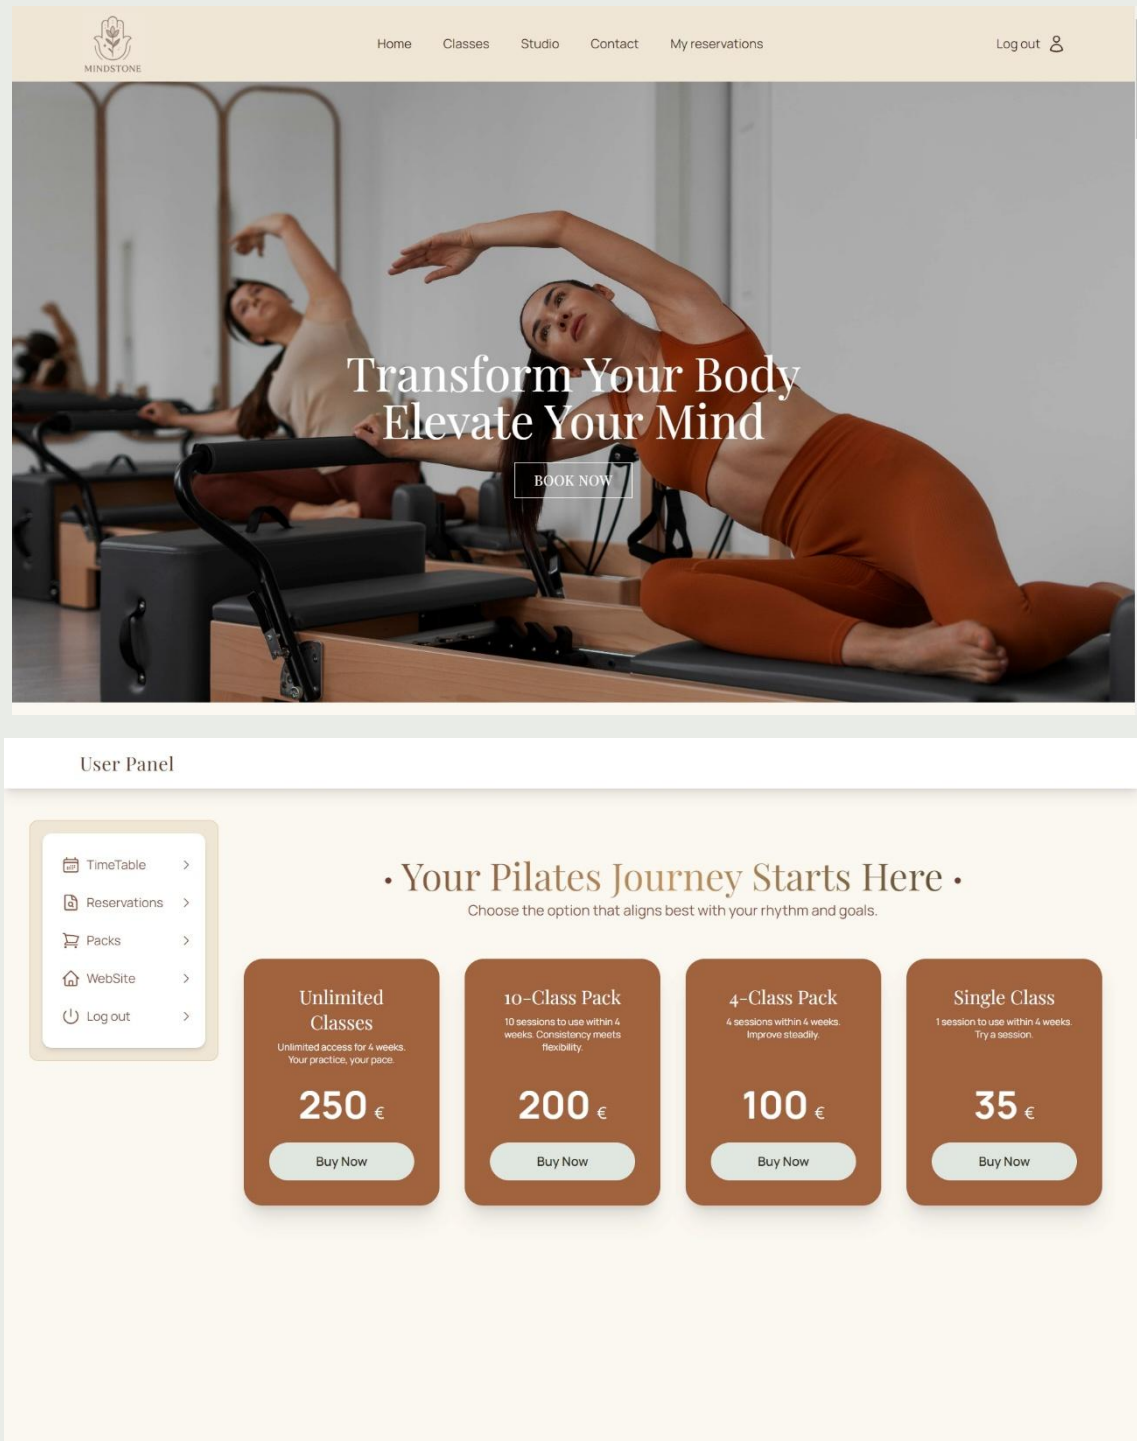 MINDSTONE
Home
Classes
Studio
Contact
My reservations
Log out
Transform Your Body
Elevate Your Mind
BOOK NOW
User Panel
TimeTable
Reservations
Packs
WebSite
Log out
• Your Pilates Journey Starts Here •
Choose the option that aligns best with your rhythm and goals.
Unlimited
Classes
Unlimited access for 4 weeks.
Your practice, your pace.
250 €
Buy Now
10-Class Pack
10 sessions to use within 4
weeks. Consistency meets
flexibility.
200 €
Buy Now
4-Class Pack
4 sessions within 4 weeks.
Improve steadily.
100 €
Buy Now
Single Class
1 session to use within 4 weeks.
Try a session.
35 €
Buy Now